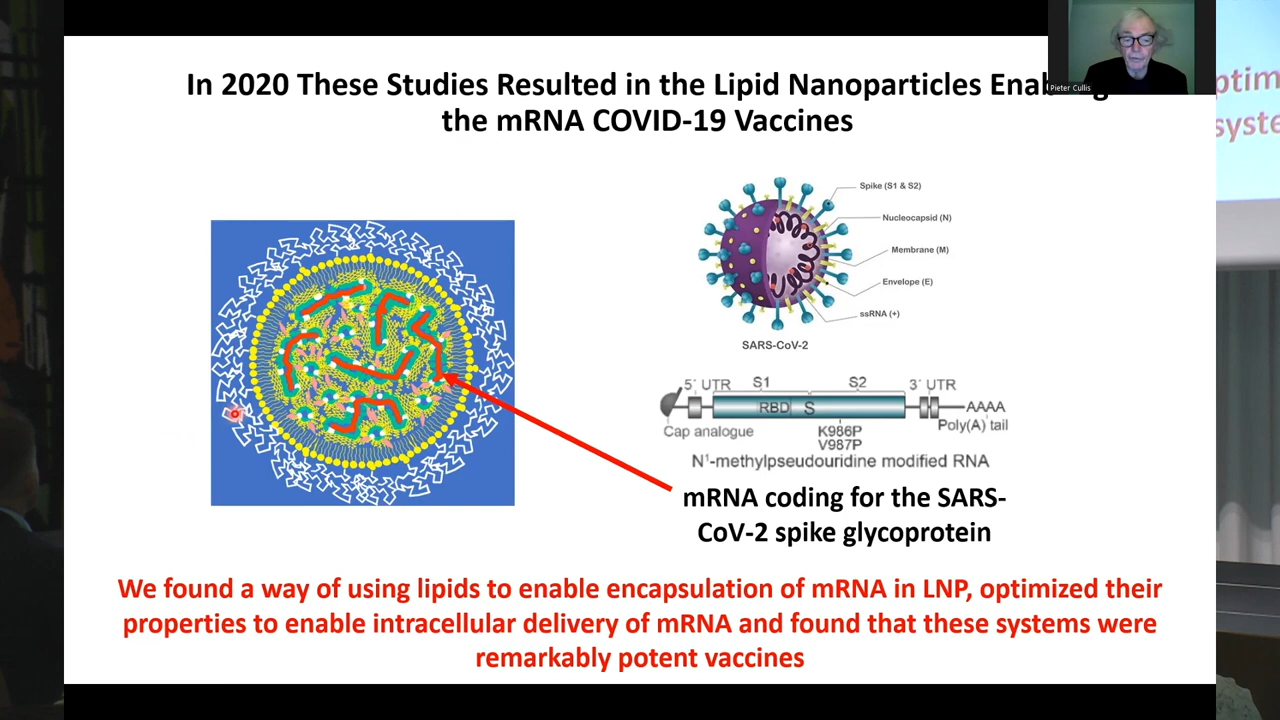 In 2020 These Studies Resulted in the Lipid Nanoparticles
the mRNA COVID-19 Vaccines
Pieter Cullis
Spike (S1 & S2)
Nucleocapsid (N)
Membrane (M)
Envelope (E)
ssRNA (+)
SARS-CoV-2
5´ UTR S1 S2 3´ UTR
RBD S AAAA
Cap analogue K986P Poly(A) tail
V987P
N¹-methylpseudouridine modified RNA
mRNA coding for the SARS-
CoV-2 spike glycoprotein
We found a way of using lipids to enable encapsulation of mRNA in LNP, optimized their
properties to enable intracellular delivery of mRNA and found that these systems were
remarkably potent vaccines